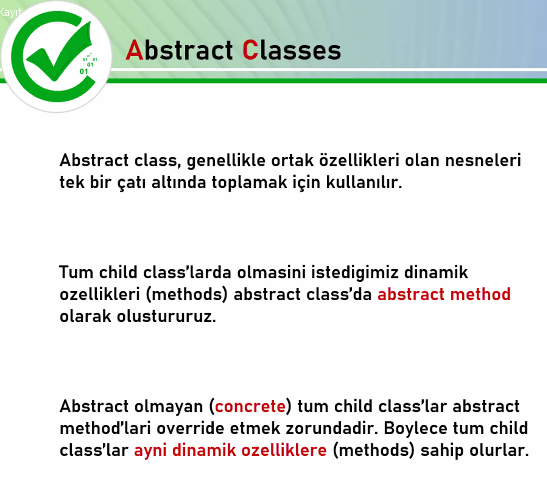 Kayıt
Abstract Classes
01
01
01
01
Abstract class, genellikle ortak özellikleri olan nesneleri
tek bir çatı altında toplamak için kullanılır.
Tum child class'larda olmasini istedigimiz dinamik
ozellikleri (methods) abstract class'da abstract method
olarak olustururuz.
Abstract olmayan (concrete) tum child class'lar abstract
method'lari override etmek zorundadir. Boylece tum child
class'lar ayni dinamik ozelliklere (methods) sahip olurlar.